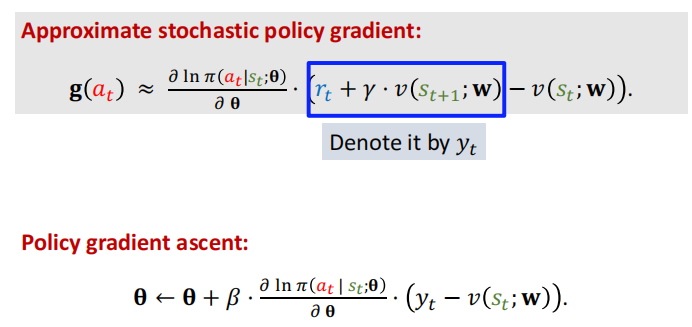 Approximate stochastic policy gradient:
𝐠(a_t) ≈ ∂ ln π(a_t|s_t;𝛉) / ∂ 𝛉 · (r_t + γ · v(s_{t+1}; 𝐰) − v(s_t; 𝐰)).
Denote it by y_t
Policy gradient ascent:
𝛉 ← 𝛉 + β · ∂ ln π(a_t | s_t;𝛉) / ∂ 𝛉 · (y_t − v(s_t; 𝐰)).